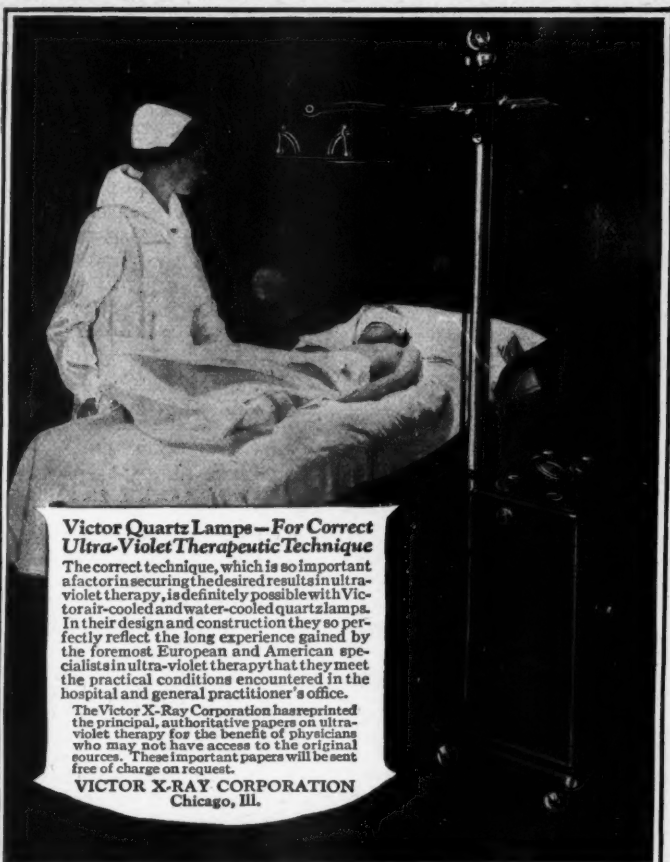 Victor Quartz Lamps—For Correct
Ultra-Violet Therapeutic Technique
The correct technique, which is so important
a factor in securing the desired results in ultra-
violet therapy, is definitely possible with Vic-
tor air-cooled and water-cooled quartz lamps.
In their design and construction they so per-
fectly reflect the long experience gained by
the foremost European and American spe-
cialists in ultra-violet therapy that they meet
the practical conditions encountered in the
hospital and general practitioner's office.
The Victor X-Ray Corporation has reprinted
the principal, authoritative papers on ultra-
violet therapy for the benefit of physicians
who may not have access to the original
sources. These important papers will be sent
free of charge on request.
VICTOR X-RAY CORPORATION
Chicago, Ill.